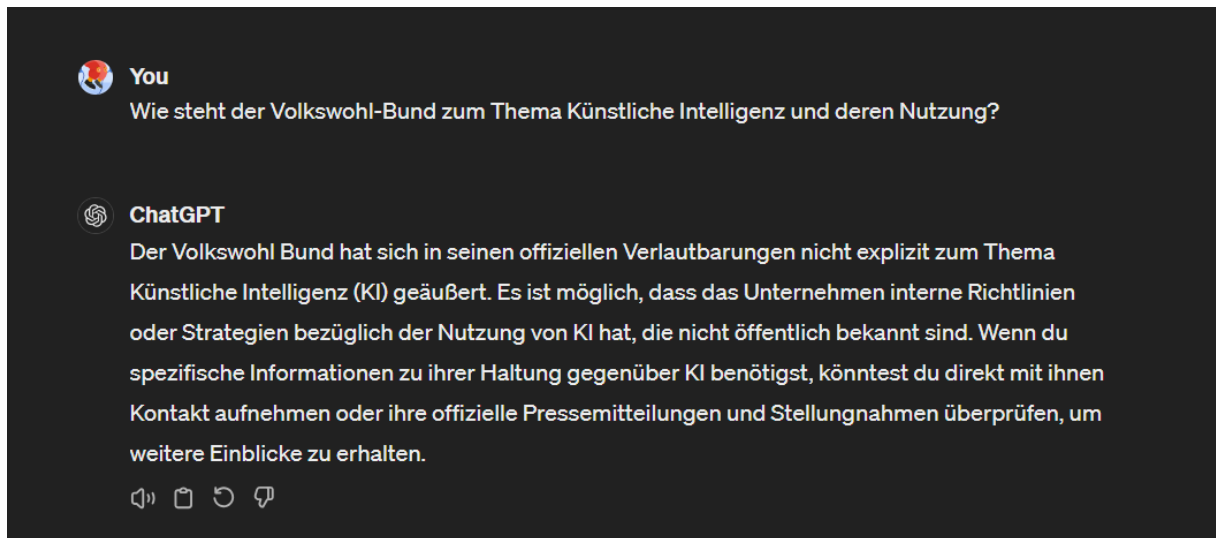 You
Wie steht der Volkswohl-Bund zum Thema Künstliche Intelligenz und deren Nutzung?
ChatGPT
Der Volkswohl Bund hat sich in seinen offiziellen Verlautbarungen nicht explizit zum Thema
Künstliche Intelligenz (KI) geäußert. Es ist möglich, dass das Unternehmen interne Richtlinien
oder Strategien bezüglich der Nutzung von KI hat, die nicht öffentlich bekannt sind. Wenn du
spezifische Informationen zu ihrer Haltung gegenüber KI benötigst, könntest du direkt mit ihnen
Kontakt aufnehmen oder ihre offizielle Pressemitteilungen und Stellungnahmen überprüfen, um
weitere Einblicke zu erhalten.